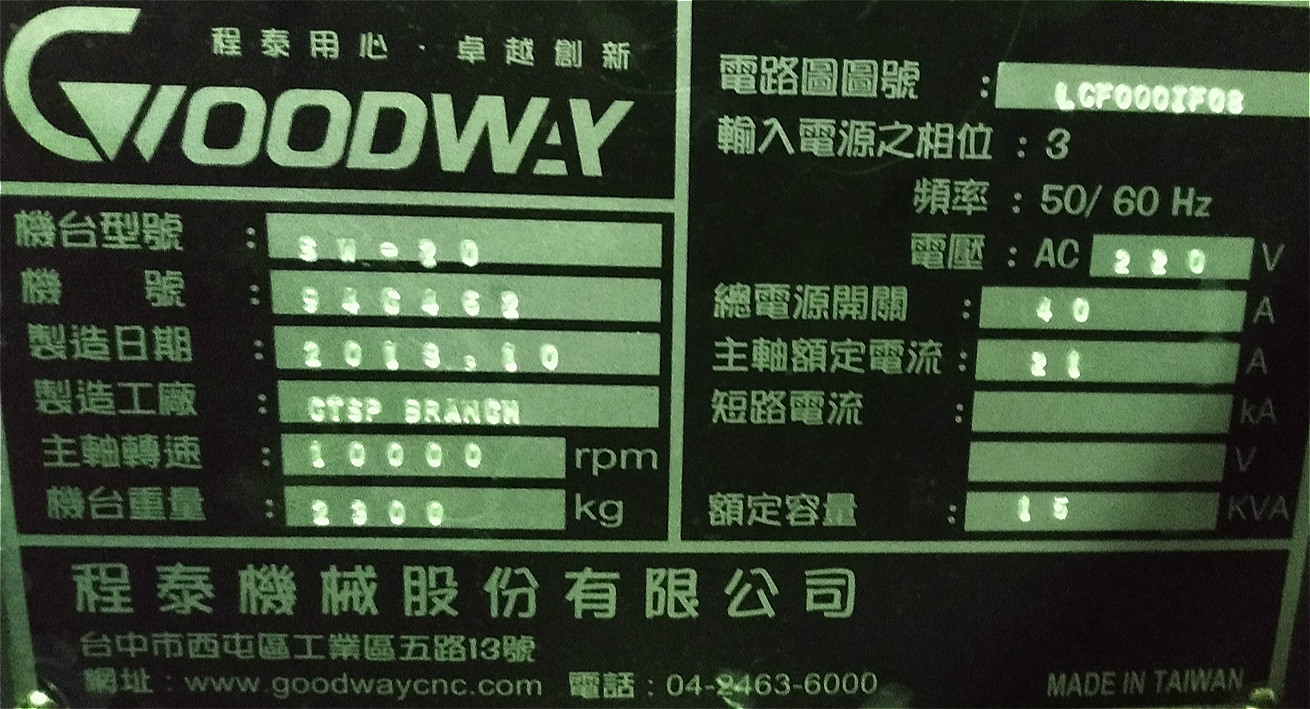 程泰用心·卓越創新
GOODWAY
機台型號 : SW-20
機 號 : 946462
製造日期 : 2013.10
製造工廠 : CTSP BRANCH
主軸轉速 : 10000 rpm
機台重量 : 2300 kg
電路圖圖號 : LCF000IF08
輸入電源之相位 : 3
頻率 : 50/ 60 Hz
電壓 : AC 220 V
總電源開關 : 40 A
主軸額定電流 : 21 A
短路電流 : kA
V
額定容量 : 15 KVA
程泰機械股份有限公司
台中市西屯區工業區五路13號
網址 : www.goodwaycnc.com 電話 : 04-2463-6000
MADE IN TAIWAN